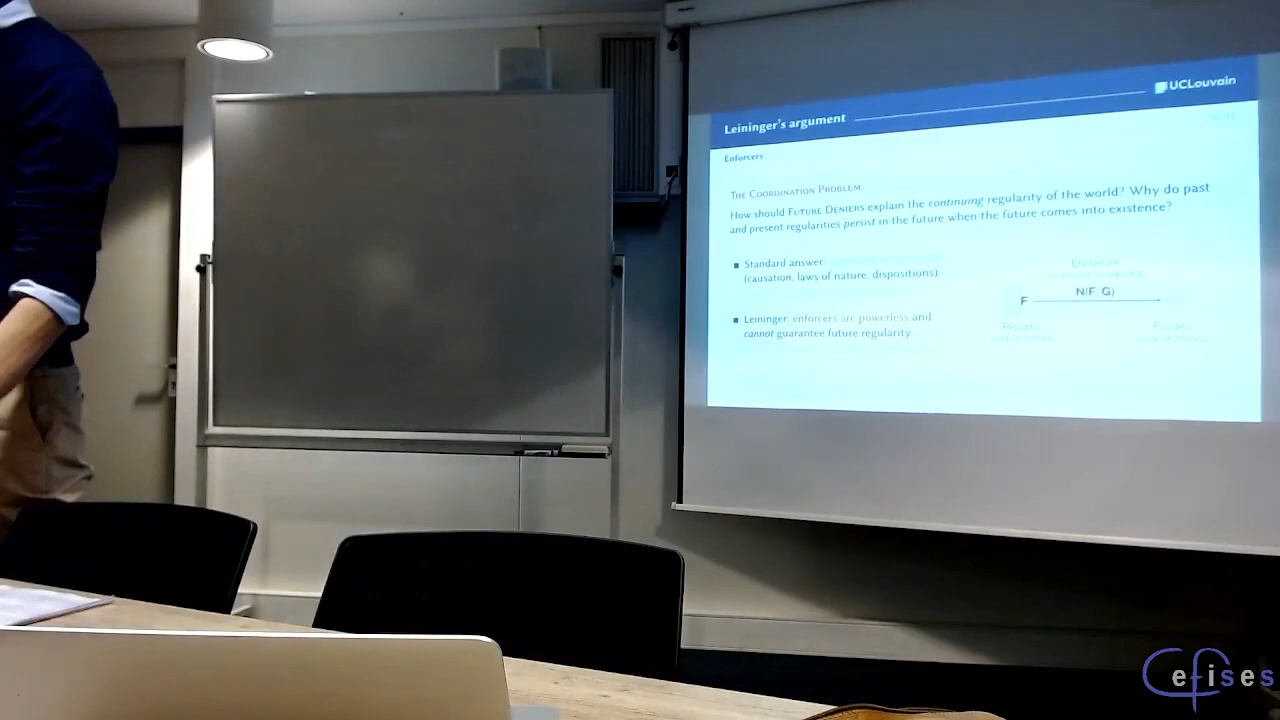 UCLouvain
Leininger's argument
Enforcers
THE COORDINATION PROBLEM
How should FUTURE DENIERS explain the continuing regularity of the world? Why do past
and present regularities persist in the future when the future comes into existence?
Standard answer:
(causation, laws of nature, dispositions)
Leininger: enforcers are powerless and
cannot guarantee future regularity.
N(F, G)
F
Cefises